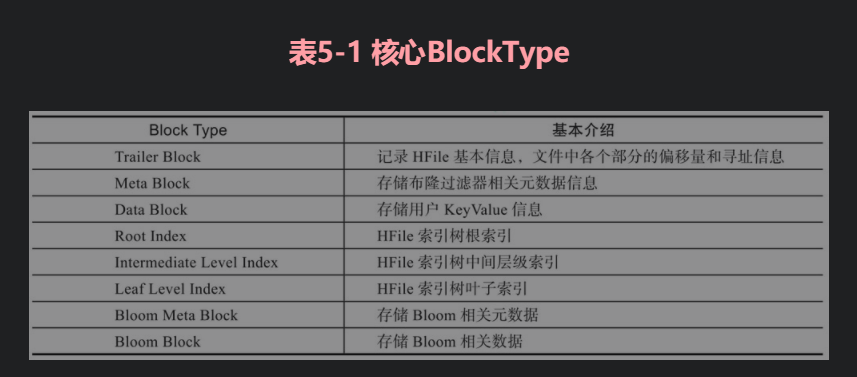 表5-1 核心BlockType
Block Type 基本介绍
Trailer Block 记录 HFile 基本信息，文件中各个部分的偏移量和寻址信息
Meta Block 存储布隆过滤器相关元数据信息
Data Block 存储用户 KeyValue 信息
Root Index HFile 索引树根索引
Intermediate Level Index HFile 索引树中间层级索引
Leaf Level Index HFile 索引树叶子索引
Bloom Meta Block 存储 Bloom 相关元数据
Bloom Block 存储 Bloom 相关数据